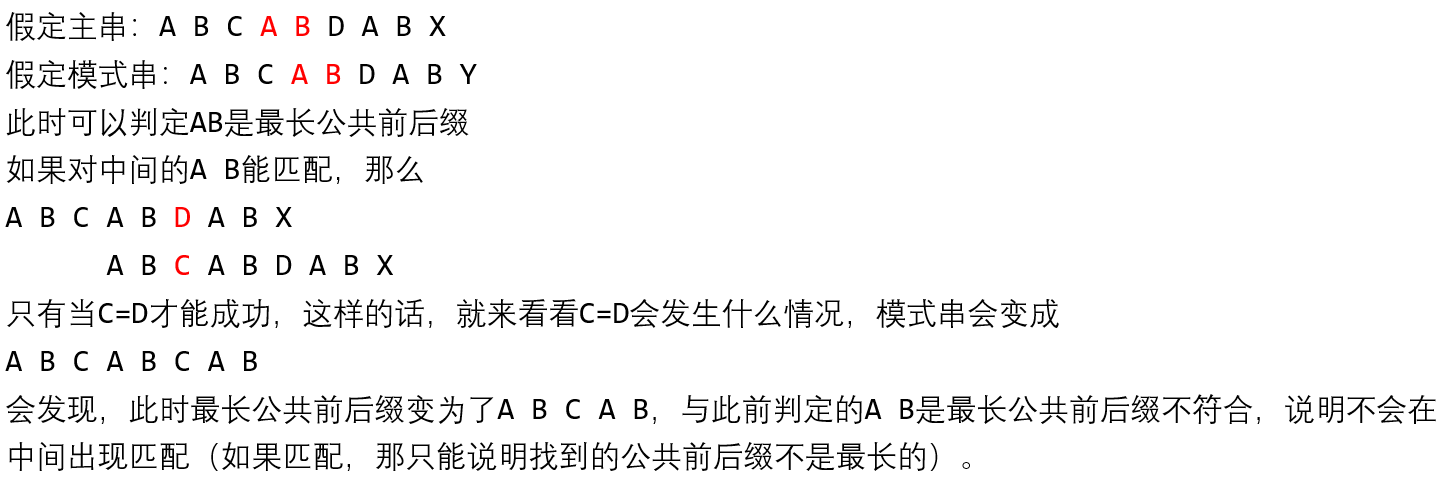 假定主串：A B C A B D A B X
假定模式串：A B C A B D A B Y
此时可以判定AB是最长公共前后缀
如果对中间的A B能匹配，那么
A B C A B D A B X
A B C A B D A B X
只有当C=D才能成功，这样的话，就来看看C=D会发生什么情况，模式串会变成
A B C A B C A B
会发现，此时最长公共前后缀变为了A B C A B，与此前判定的A B是最长公共前后缀不符合，说明不会在
中间出现匹配（如果匹配，那只能说明找到的公共前后缀不是最长的）。